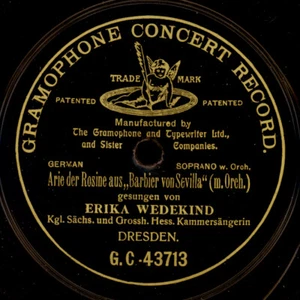 GRAMOPHONE CONCERT RECORD.
TRADE MARK
PATENTED PATENTED
Manufactured by
The Gramophone and Typewriter Ltd.,
and Sister Companies.
GERVAN SOPRANO w. Orch.
Arie der Rosine aus „Barbier von Sevilla“ (m. Orch.)
gesungen von
ERIKA WEDEKIND
Kgl. Sächs. und Grossh. Hess. Kammersängerin
DRESDEN.
G.C-43713